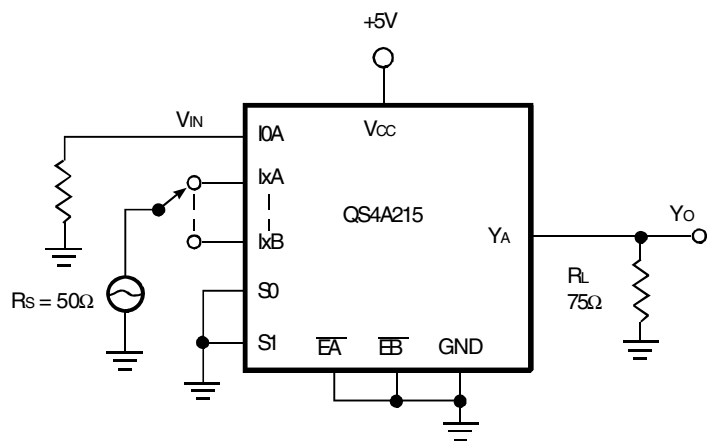 +5V
VIN
I0A
VCC
IxA
QS4A215
IxB
YA
YO
S0
RS = 50Ω
RL
75Ω
S1
EA
EB
GND